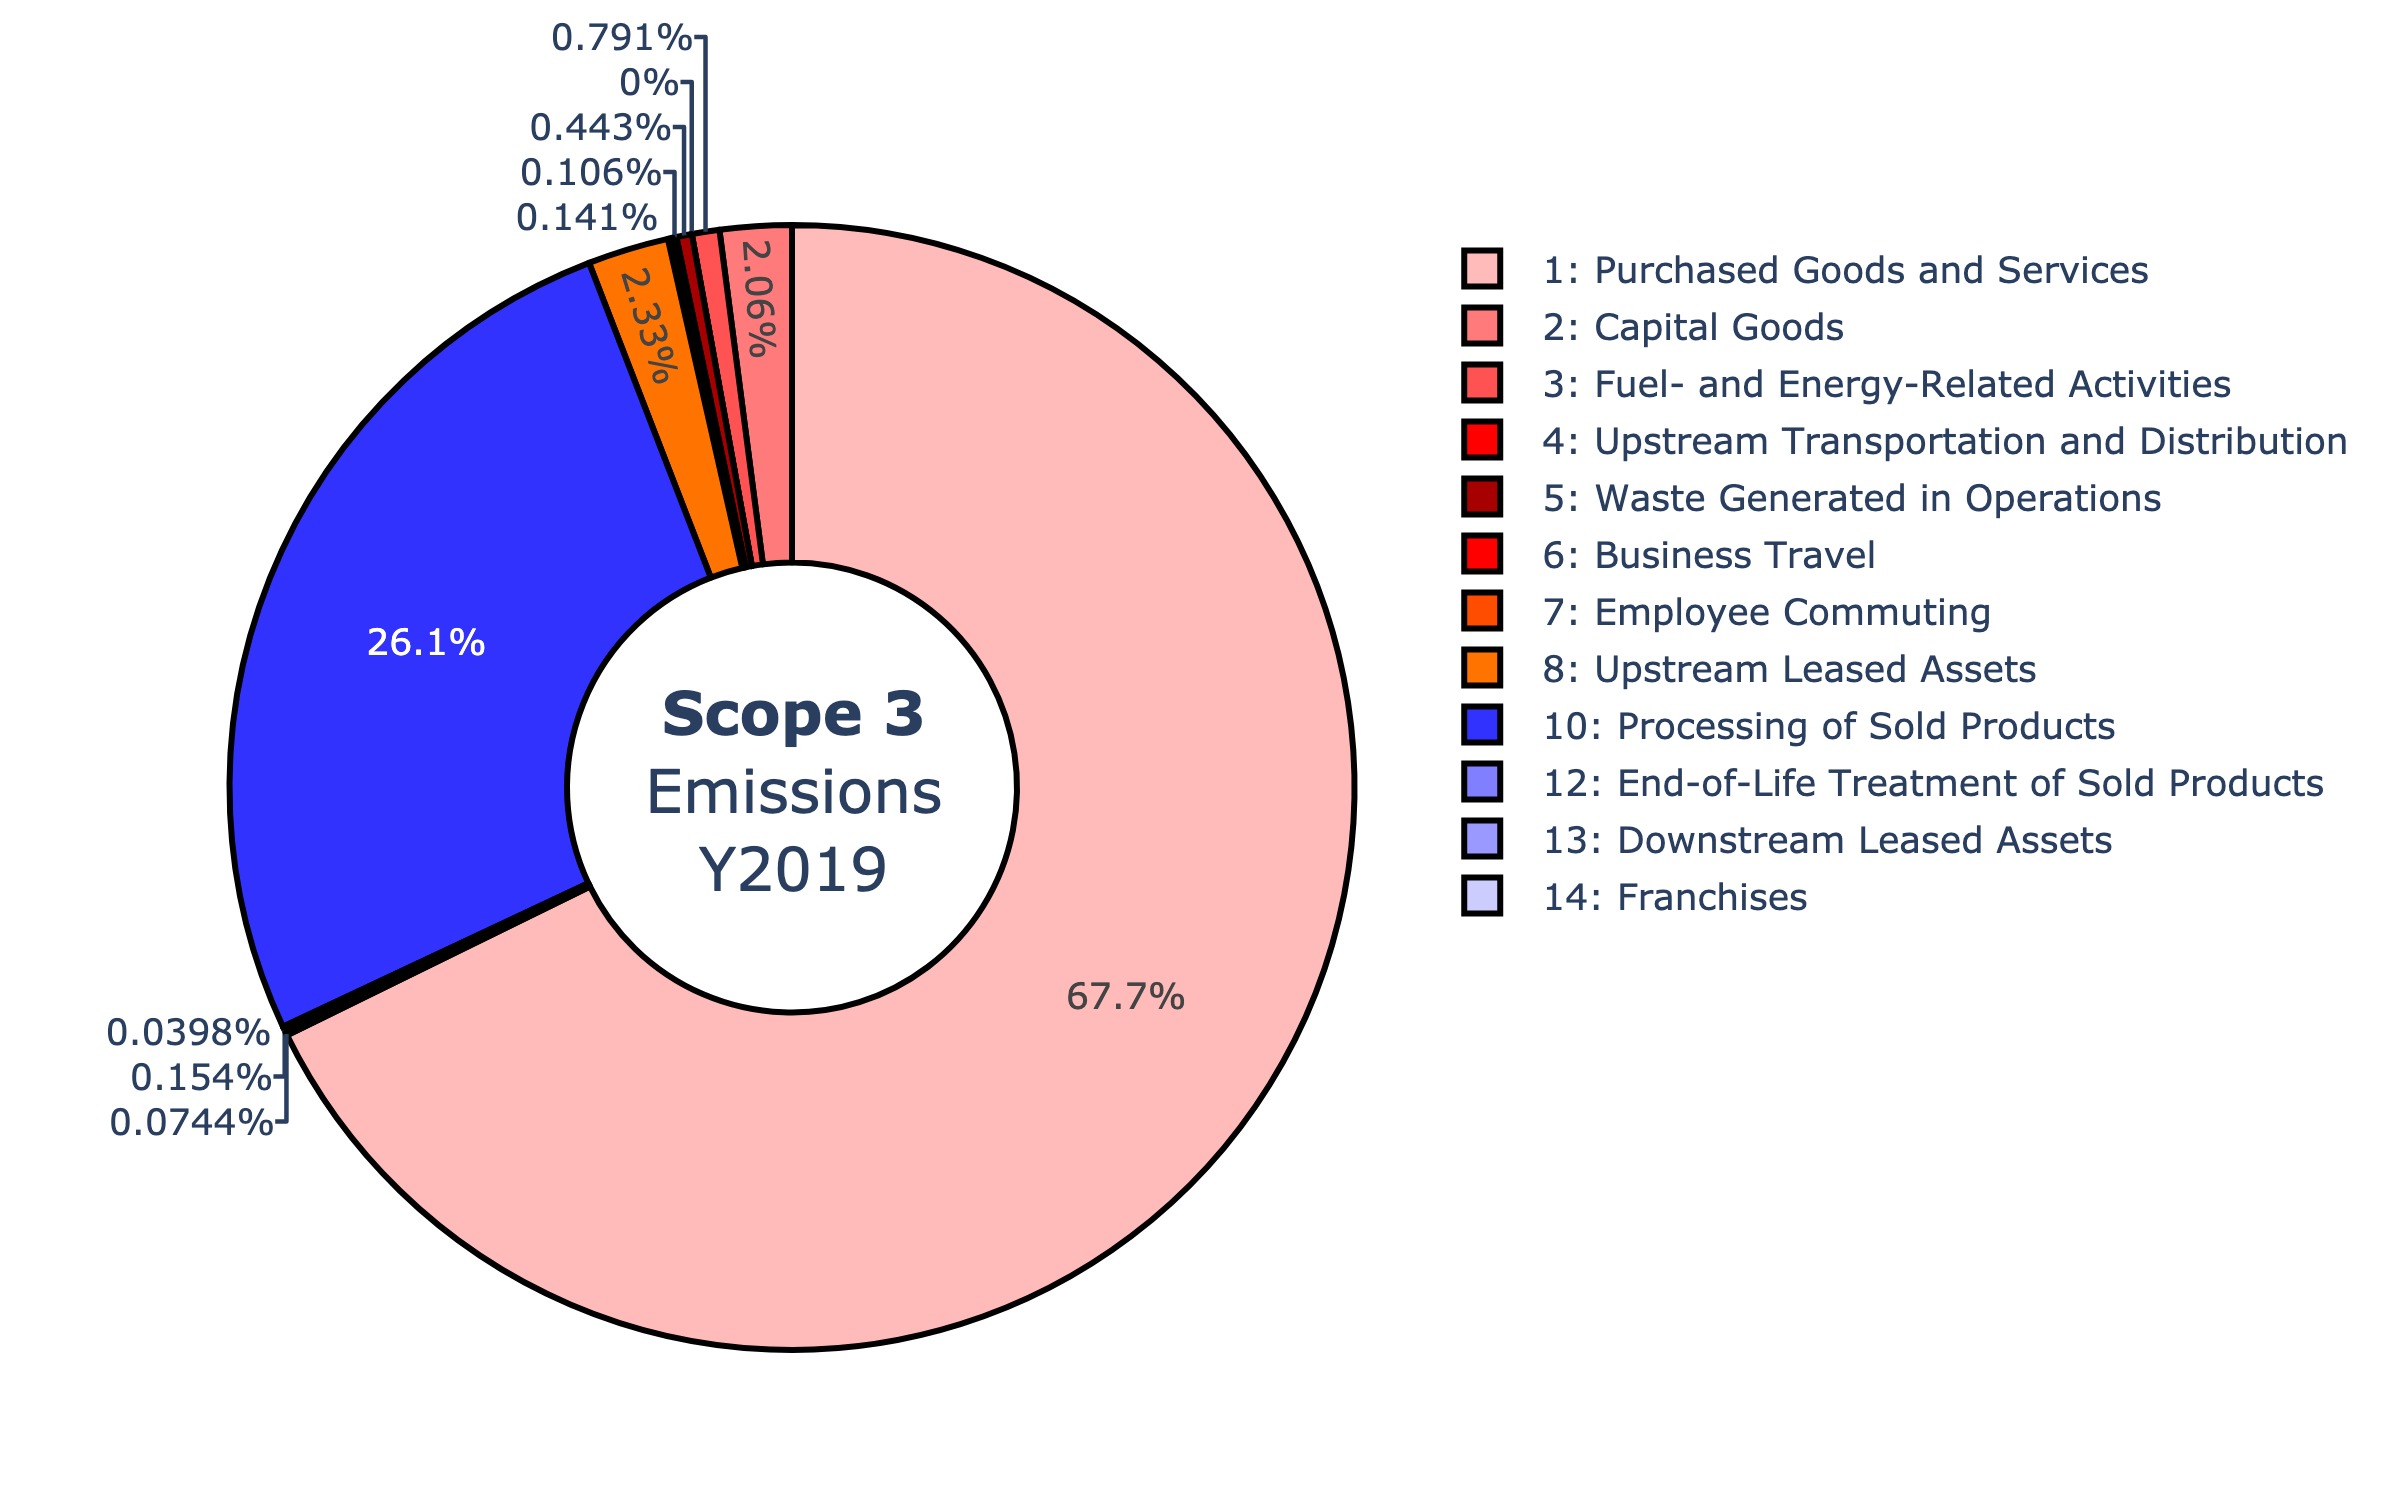 0.791%
0%
0.443%
0.106%
0.141%
2.06%
2.33%
26.1%
67.7%
0.0398%
0.154%
0.0744%
Scope 3
Emissions
Y2019
1: Purchased Goods and Services
2: Capital Goods
3: Fuel- and Energy-Related Activities
4: Upstream Transportation and Distribution
5: Waste Generated in Operations
6: Business Travel
7: Employee Commuting
8: Upstream Leased Assets
10: Processing of Sold Products
12: End-of-Life Treatment of Sold Products
13: Downstream Leased Assets
14: Franchises